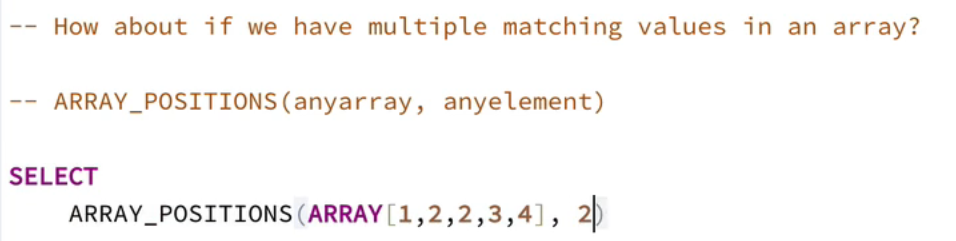 -- How about if we have multiple matching values in an array?
-- ARRAY_POSITIONS(anyarray, anyelement)
SELECT
ARRAY_POSITIONS(ARRAY[1,2,2,3,4], 2)